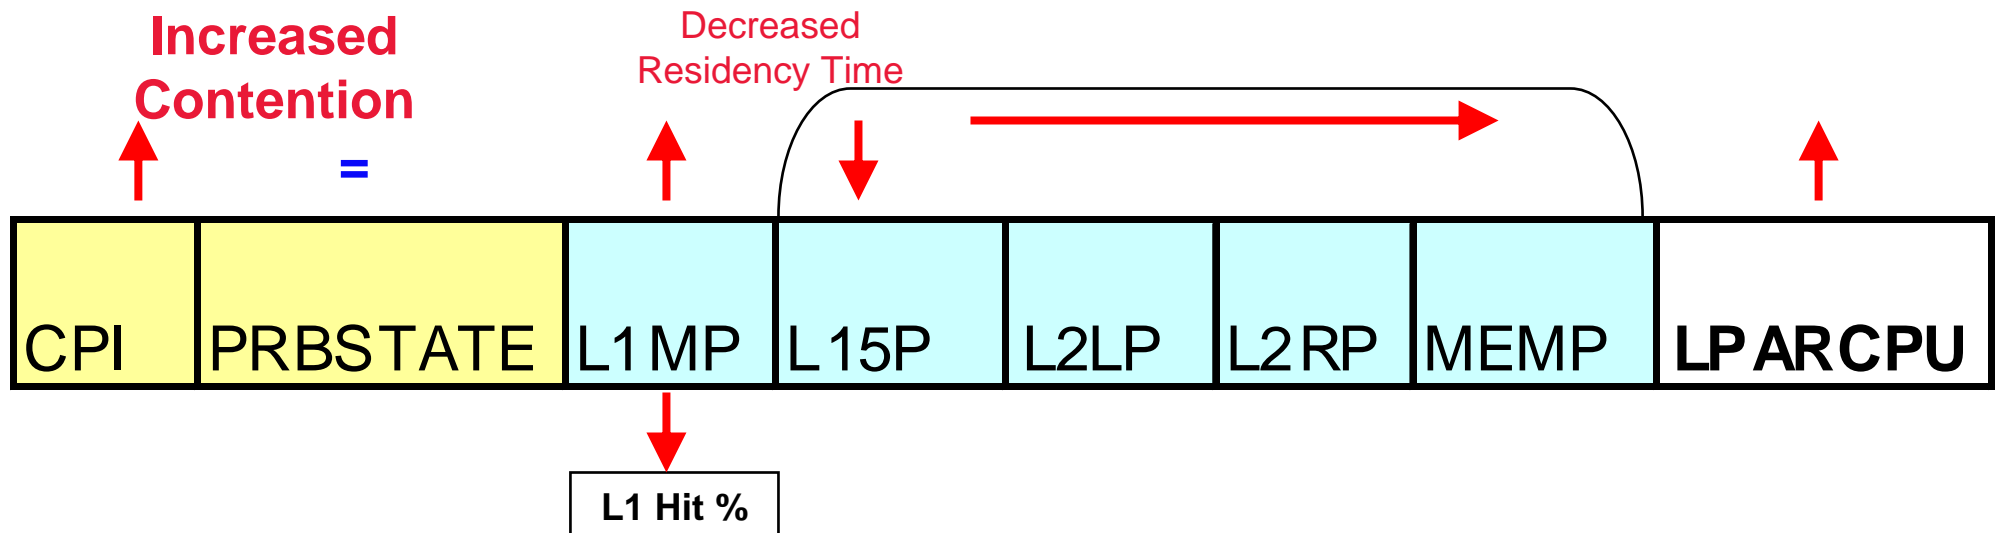 Increased
Contention
Decreased
Residency Time
=
CPI PRBSTATE L1MP L15P L2LP L2RP MEMP LPARCPU
L1 Hit %